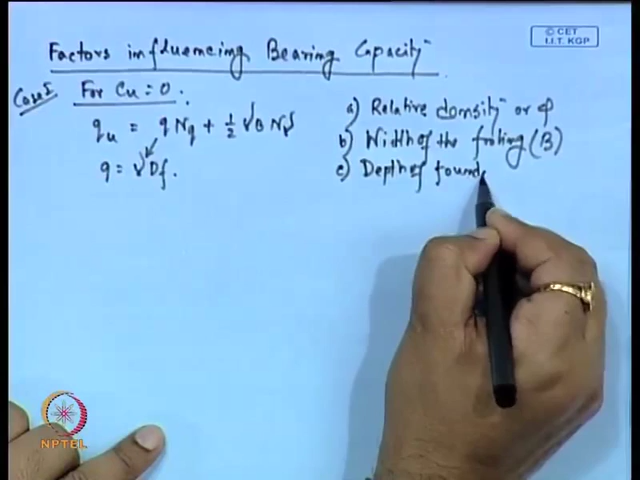 © CET
I.I.T. KGP
Factors influencing Bearing Capacity
Case I
For Cu = 0 :
qu = q Nq + 1/2 γ B Nγ
q = γ Df.
a) Relative density or φ
b) Width of the footing (B)
c) Depth of found
NPTEL